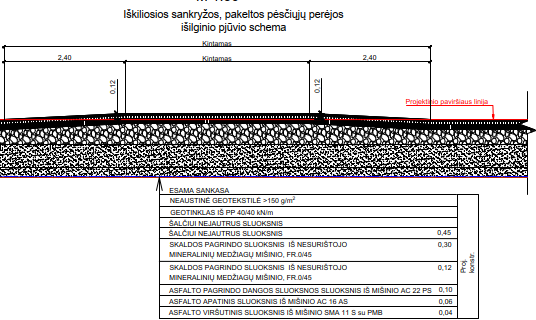 Iškiliosios sankryžos, pakeltos pėsčiųjų perėjos
išilginio pjūvio schema
Kintamas
2,40
Kintamas
2,40
0,12
0,12
Projektinio paviršiaus linija
ESAMA SANKASA
NEAUSTINĖ GEOTEKSTILĖ >150 g/m²
GEOTINKLAS IŠ PP 40/40 kN/m
ŠALČIUI NEJAUTRUS SLUOKSNIS
ŠALČIUI NEJAUTRUS SLUOKSNIS 0,45
SKALDOS PAGRINDO SLUOKSNIS IŠ NESURIŠTOJO 0,30
MINERALINIŲ MEDŽIAGŲ MIŠINIO, FR.0/45
SKALDOS PAGRINDO SLUOKSNIS IŠ NESURIŠTOJO 0,12
MINERALINIŲ MEDŽIAGŲ MIŠINIO, FR.0/45
ASFALTO PAGRINDO DANGOS SLUOKSNOS SLUOKSNIS IŠ MIŠINIO AC 22 PS 0,10
ASFALTO APATINIS SLUOKSNIS IŠ MIŠINIO AC 16 AS 0,06
ASFALTO VIRŠUTINIS SLUOKSNIS IŠ MIŠINIO SMA 11 S su PMB 0,04
Proj.
konstr.